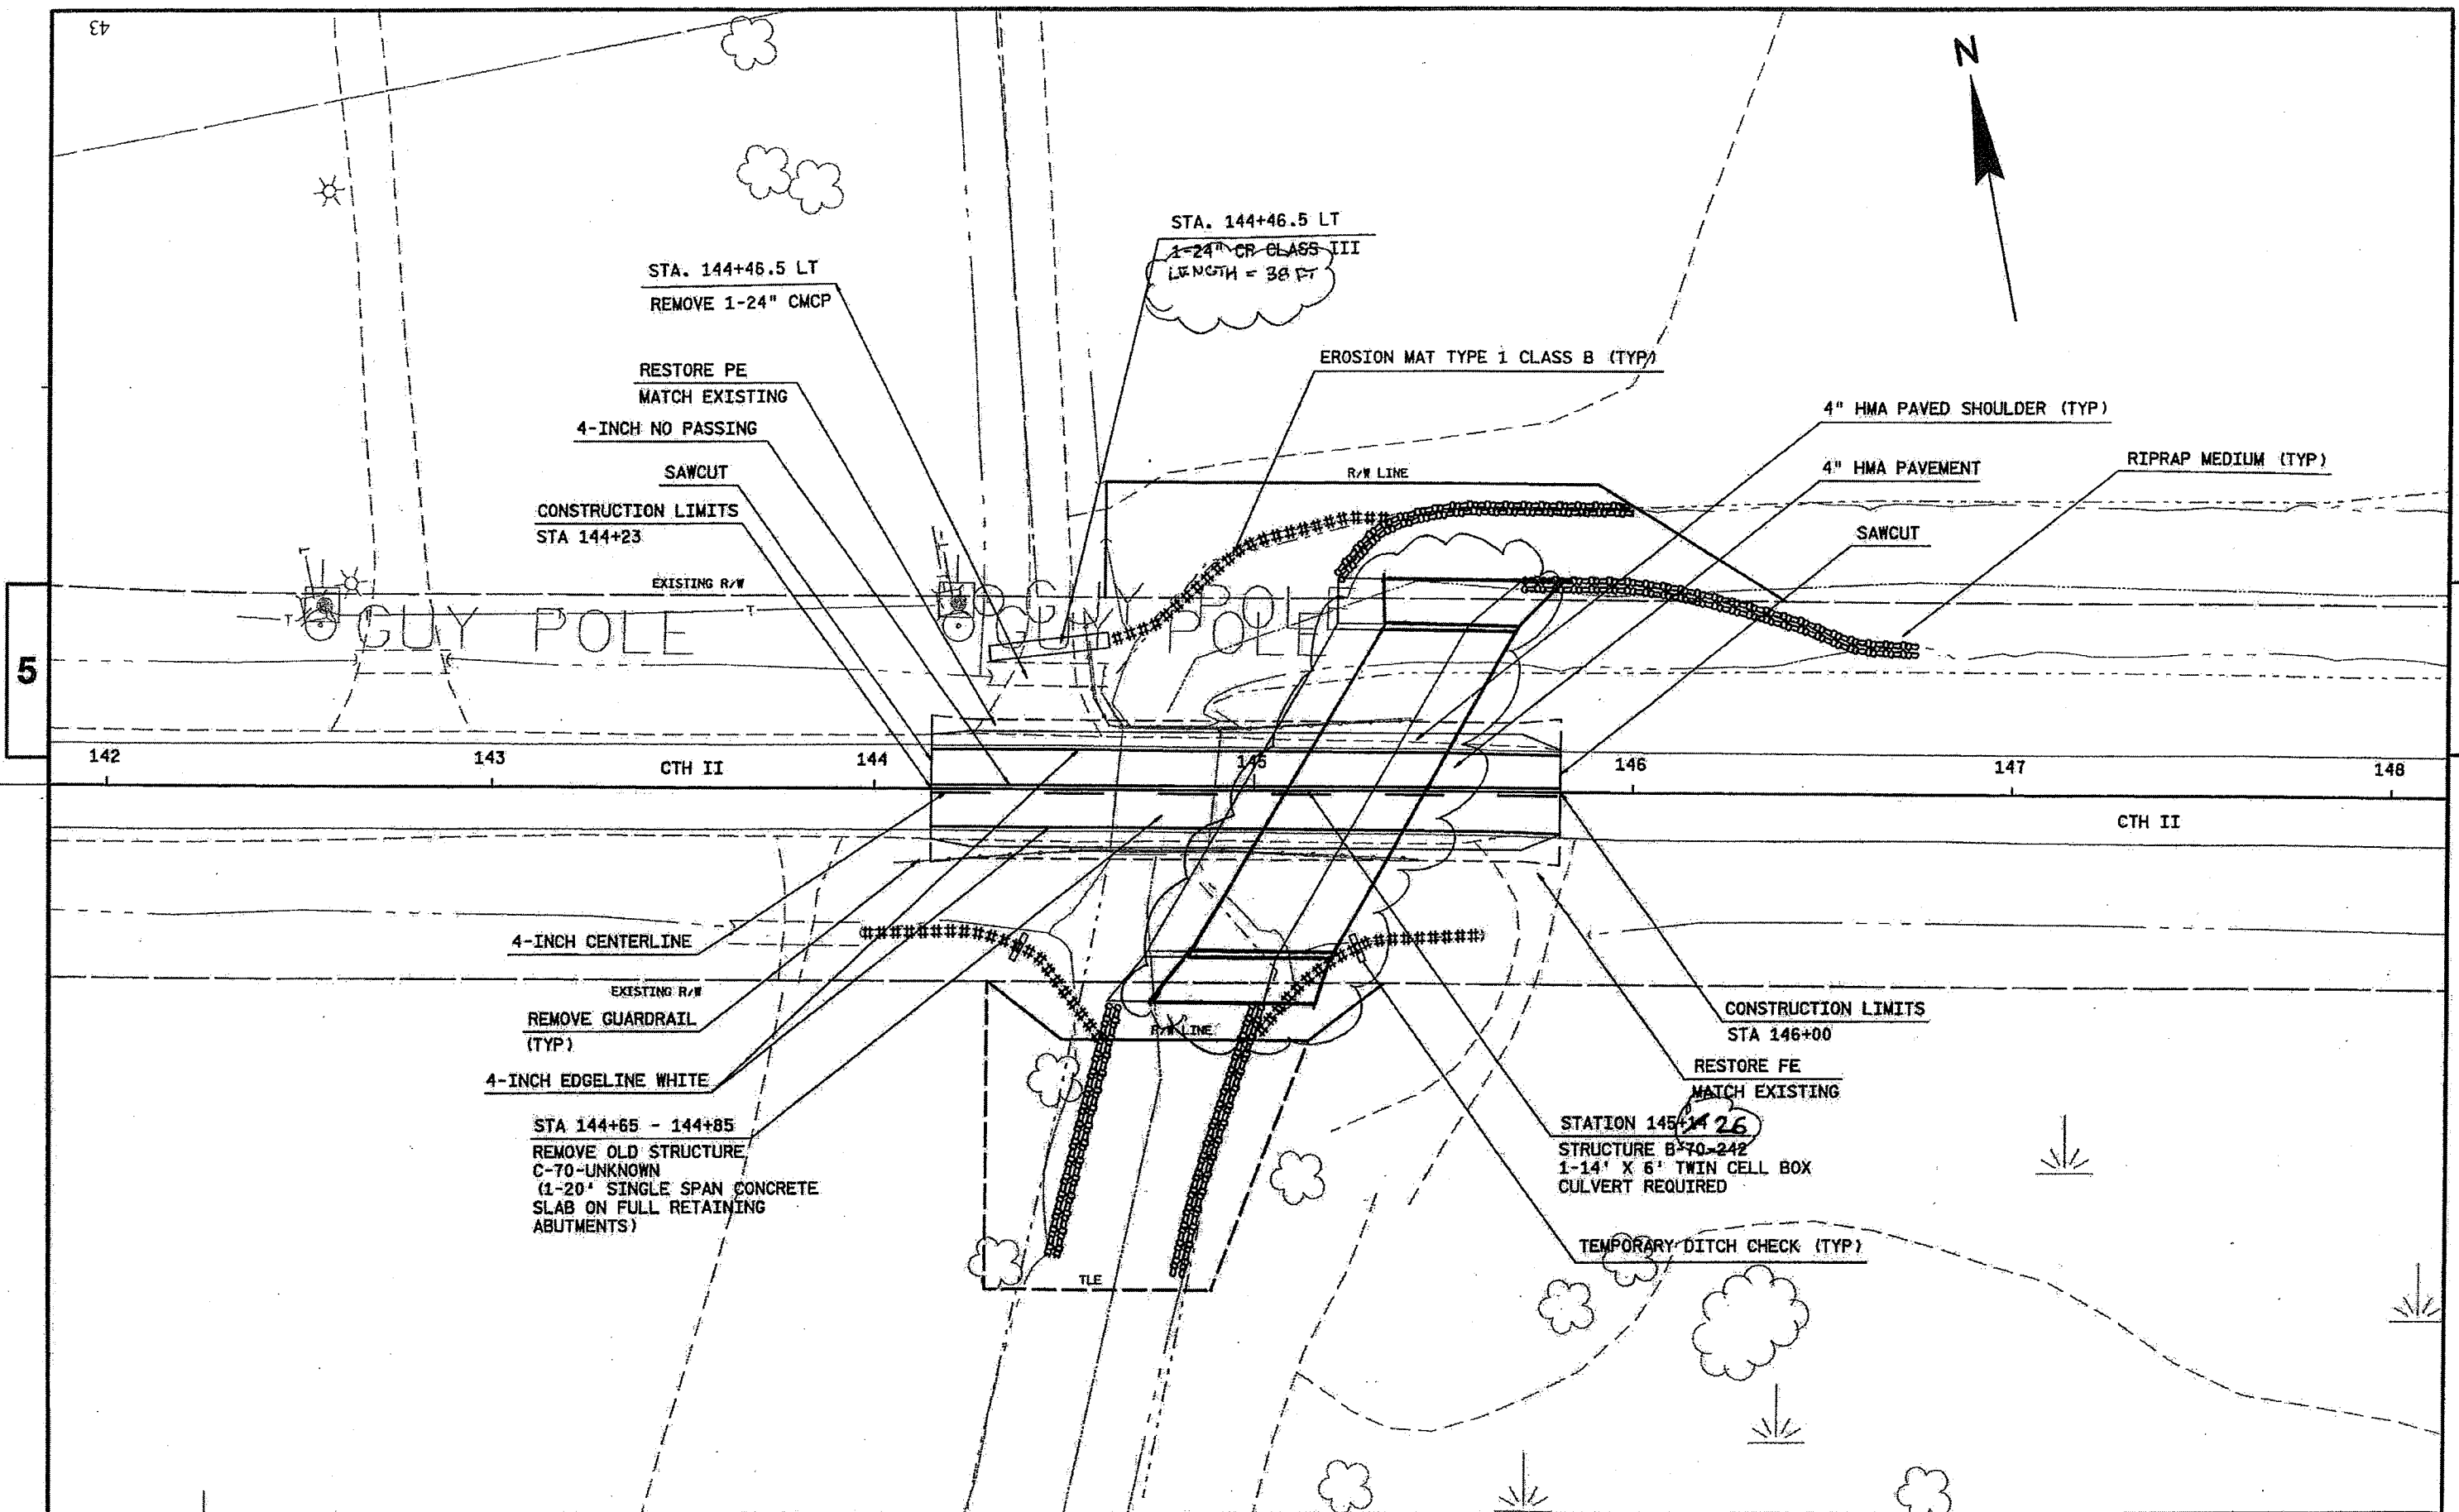 43
N
STA. 144+46.5 LT
1-24" CR CLASS III
LENGTH = 38 FT
STA. 144+46.5 LT
REMOVE 1-24" CMCP
RESTORE PE
MATCH EXISTING
4-INCH NO PASSING
SAWCUT
CONSTRUCTION LIMITS
STA 144+23
EROSION MAT TYPE 1 CLASS B (TYP)
4" HMA PAVED SHOULDER (TYP)
4" HMA PAVEMENT
RIPRAP MEDIUM (TYP)
SAWCUT
R/W LINE
EXISTING R/W
GUY POLE
GUY POLE
GUY POLE
T
T
T
5
142
143
144
145
146
147
148
CTH II
CTH II
4-INCH CENTERLINE
EXISTING R/W
REMOVE GUARDRAIL
(TYP)
4-INCH EDGELINE WHITE
STA 144+65 - 144+85
REMOVE OLD STRUCTURE
C-70-UNKNOWN
(1-20' SINGLE SPAN CONCRETE
SLAB ON FULL RETAINING
ABUTMENTS)
R/W LINE
TLE
CONSTRUCTION LIMITS
STA 146+00
RESTORE FE
MATCH EXISTING
STATION 145+14 26
STRUCTURE B-70-242
1-14' X 6' TWIN CELL BOX
CULVERT REQUIRED
TEMPORARY DITCH CHECK (TYP)